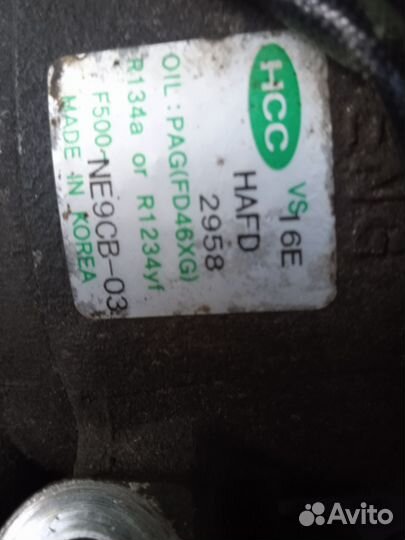 HCC VS16E
HAFD
2958
OIL : PAG(FD46XG)
R134a or R1234yf
F500-NE9CB-03
MADE IN KOREA
Avito